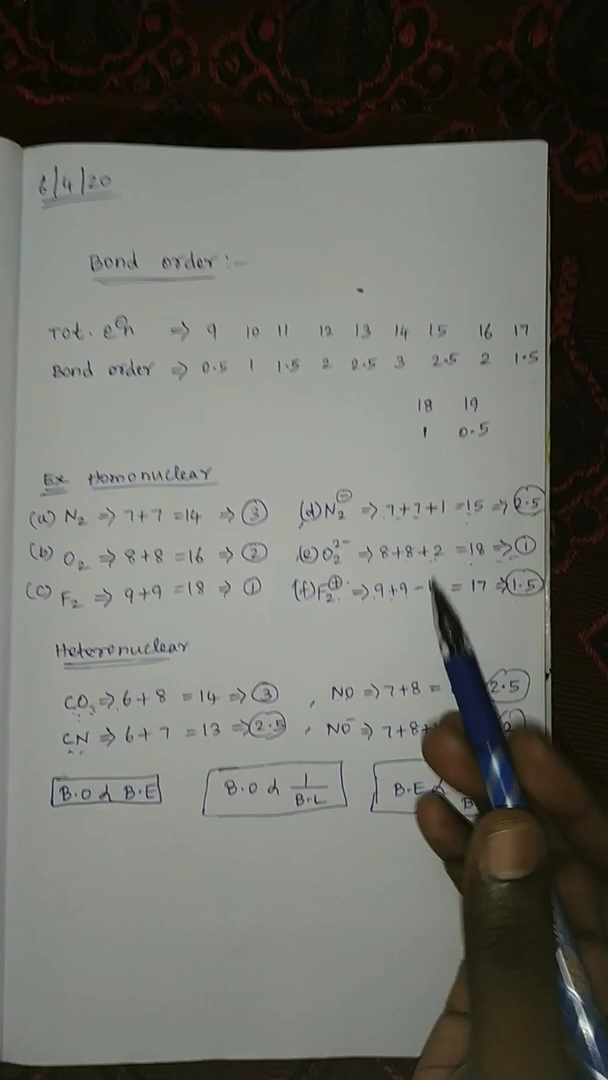 6/4/20
Bond order :-
Tot. e⊖n ⇒ 9 10 11 12 13 14 15 16 17
Bond order ⇒ 0.5 1 1.5 2 2.5 3 2.5 2 1.5
18 19
1 0.5
Ex Homonuclear
(a) N₂ ⇒ 7+7 =14 ⇒ ③ (d) N₂⊖ ⇒ 7+7+1 =15 ⇒ 2.5
(b) O₂ ⇒ 8+8 =16 ⇒ ② (e) O₂²⁻ ⇒ 8+8+2 =18 ⇒ ①
(c) F₂ ⇒ 9+9 =18 ⇒ ① (f) F₂⊕ ⇒ 9+9- = 17 ⇒ 1.5
Heteronuclear
CO, ⇒ 6+8 =14 ⇒ ③ , NO ⇒ 7+8 = 2.5
CN ⇒ 6+7 =13 ⇒ 2.5 , NO⁻ ⇒ 7+8+
B.O α B.E B.O α 1/B.L B.E α